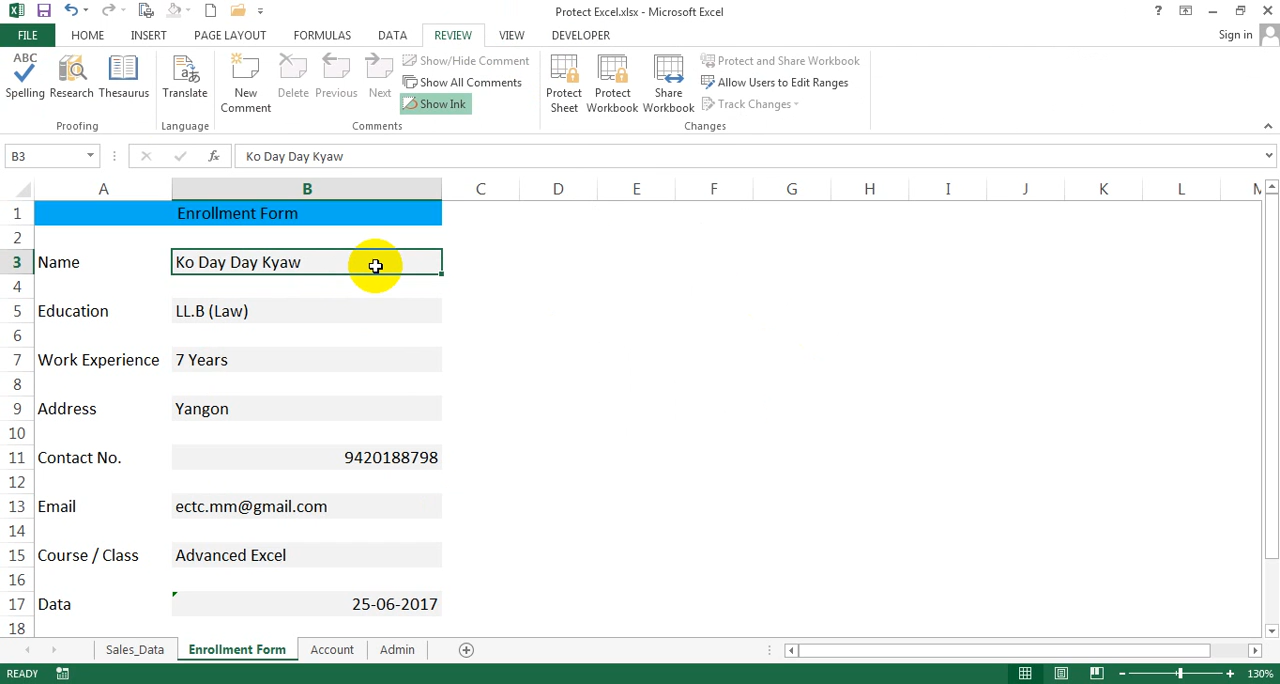 Protect Excel.xlsx - Microsoft Excel
?
FILE HOME INSERT PAGE LAYOUT FORMULAS DATA REVIEW VIEW DEVELOPER Sign in
ABC
Spelling Research Thesaurus
Proofing
Translate
Language
New Comment
Delete
Previous
Next
Show/Hide Comment
Show All Comments
Show Ink
Comments
Protect Sheet
Protect Workbook
Share Workbook
Protect and Share Workbook
Allow Users to Edit Ranges
Track Changes
Changes
B3 fx Ko Day Day Kyaw
A B C D E F G H I J K L M
1 Enrollment Form
2
3 Name Ko Day Day Kyaw
4
5 Education LL.B (Law)
6
7 Work Experience 7 Years
8
9 Address Yangon
10
11 Contact No. 9420188798
12
13 Email ectc.mm@gmail.com
14
15 Course / Class Advanced Excel
16
17 Data 25-06-2017
18
Sales_Data Enrollment Form Account Admin
READY 130%